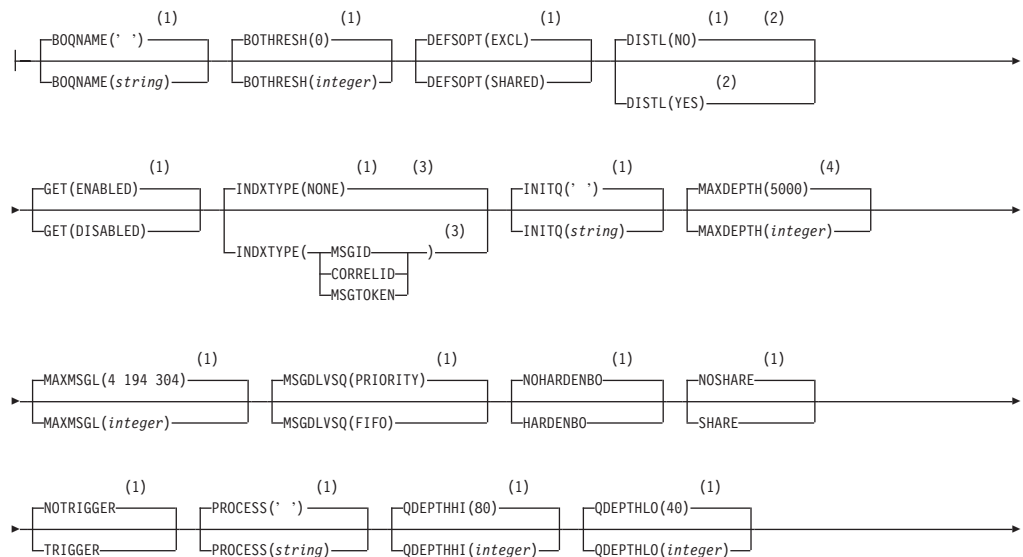 (1) (1) (1) (1) (2)
BOQNAME(' ') BOTHRESH(0) DEFSOPT(EXCL) DISTL(NO)
BOQNAME(string) BOTHRESH(integer) DEFSOPT(SHARED) (2)
DISTL(YES)
(1) (1) (3) (1) (4)
GET(ENABLED) INDXTYPE(NONE) INITQ(' ') MAXDEPTH(5000)
GET(DISABLED) (3) INITQ(string) MAXDEPTH(integer)
INDXTYPE( MSGID )
CORRELID
MSGTOKEN
(1) (1) (1) (1)
MAXMSGL(4 194 304) MSGDLVSQ(PRIORITY) NOHARDENBO NOSHARE
MAXMSGL(integer) MSGDLVSQ(FIFO) HARDENBO SHARE
(1) (1) (1) (1)
NOTRIGGER PROCESS(' ') QDEPTHHI(80) QDEPTHLO(40)
TRIGGER PROCESS(string) QDEPTHHI(integer) QDEPTHLO(integer)